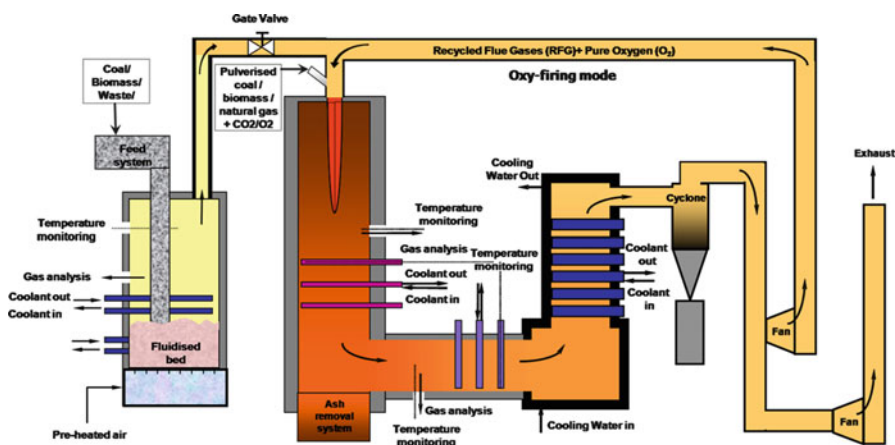 Gate Valve
Recycled Flue Gases (RFG)+ Pure Oxygen (O₂)
Oxy-firing mode
Coal/
Biomass/
Waste/
Pulverised
coal /
biomass /
natural gas
+ CO2/O2
Feed
system
Exhaust
Cooling
Water Out
Cyclone
Temperature
monitoring
Temperature
monitoring
Gas analysis
Temperature
monitoring
Gas analysis
Coolant out
Coolant in
Coolant
out
Coolant
in
Coolant out
Coolant in
Fluidised
bed
Fan
Ash
removal
system
Gas analysis
Temperature
monitoring
Cooling Water in
Fan
Pre-heated air